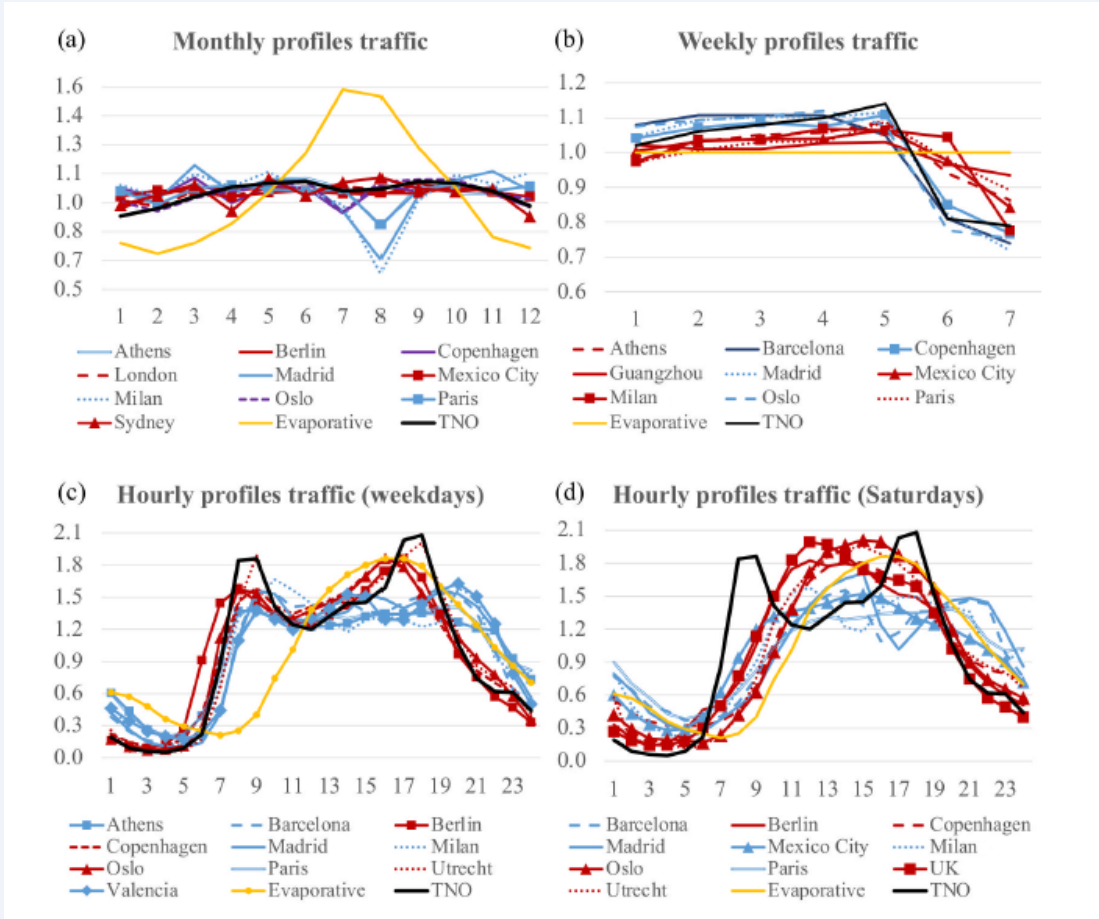 (a) Monthly profiles traffic
1.6
1.4
1.3
1.1
1.0
0.8
0.7
0.5
1 2 3 4 5 6 7 8 9 10 11 12
Athens Berlin Copenhagen
London Madrid Mexico City
Milan Oslo Paris
Sydney Evaporative TNO
(b) Weekly profiles traffic
1.2
1.1
1.0
0.9
0.8
0.7
0.6
1 2 3 4 5 6 7
Athens Barcelona Copenhagen
Guangzhou Madrid Mexico City
Milan Oslo Paris
Evaporative TNO
(c) Hourly profiles traffic (weekdays)
2.1
1.8
1.5
1.2
0.9
0.6
0.3
0.0
1 3 5 7 9 11 13 15 17 19 21 23
Athens Barcelona Berlin
Copenhagen Madrid Milan
Oslo Paris Utrecht
Valencia Evaporative TNO
(d) Hourly profiles traffic (Saturdays)
2.1
1.8
1.5
1.2
0.9
0.6
0.3
0.0
1 3 5 7 9 11 13 15 17 19 21 23
Barcelona Berlin Copenhagen
Madrid Mexico City Milan
Oslo Paris UK
Utrecht Evaporative TNO